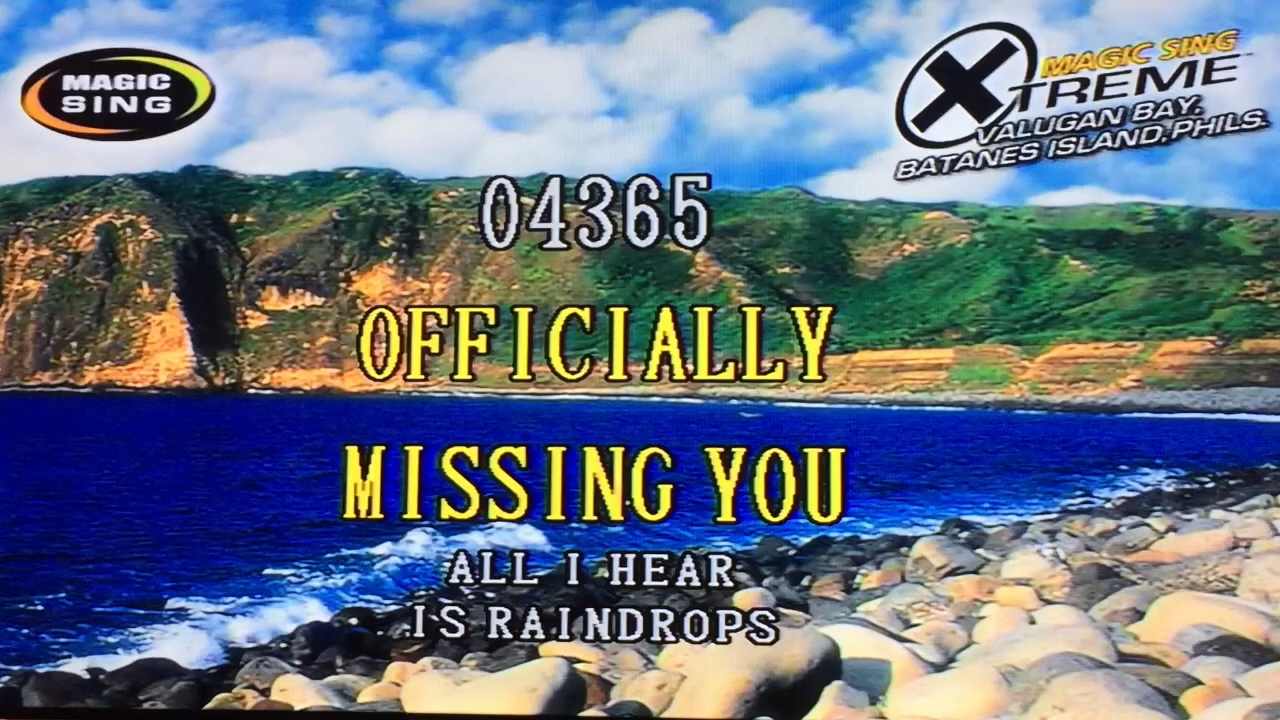 MAGIC
SING
MAGIC SING
XTREME
VALUGAN BAY,
BATANES ISLAND, PHILS.
04365
OFFICIALLY
MISSING YOU
ALL I HEAR
IS RAINDROPS